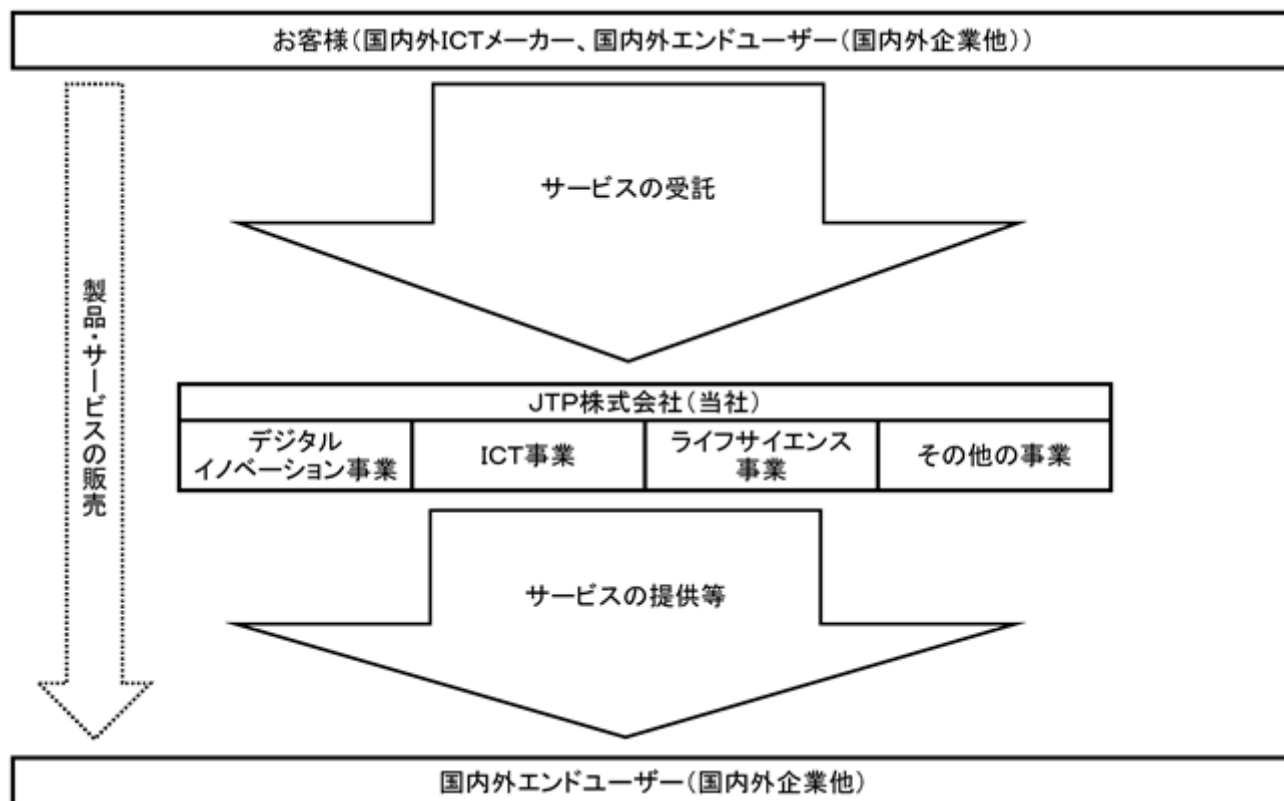 お客様(国内外ICTメーカー、国内外エンドユーザー(国内外企業他))
サービスの受託
製品・サービスの販売
JTP株式会社(当社)
デジタル
イノベーション事業
ICT事業
ライフサイエンス
事業
その他の事業
サービスの提供等
国内外エンドユーザー(国内外企業他)